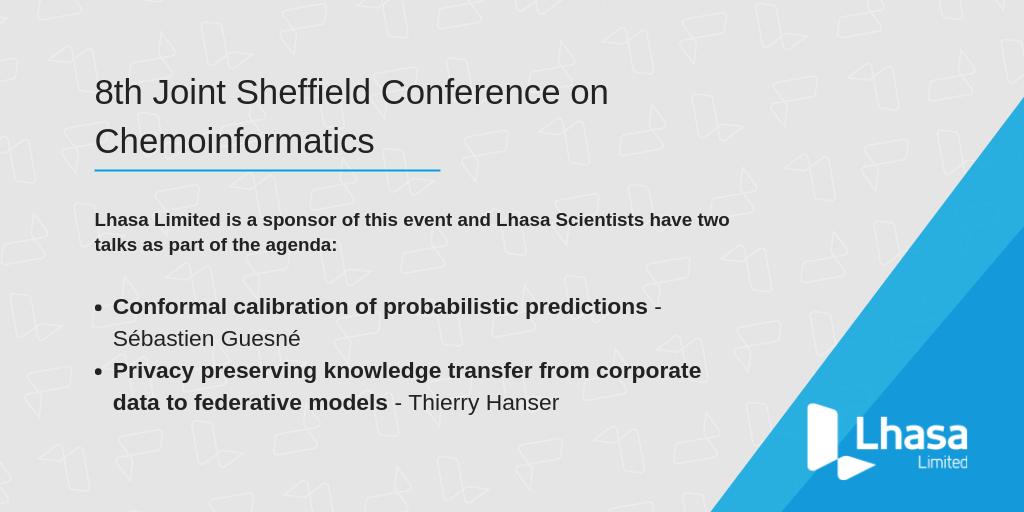 8th Joint Sheffield Conference on
Chemoinformatics
Lhasa Limited is a sponsor of this event and Lhasa Scientists have two
talks as part of the agenda:
• Conformal calibration of probabilistic predictions -
Sébastien Guesné
• Privacy preserving knowledge transfer from corporate
data to federative models - Thierry Hanser
Lhasa
Limited